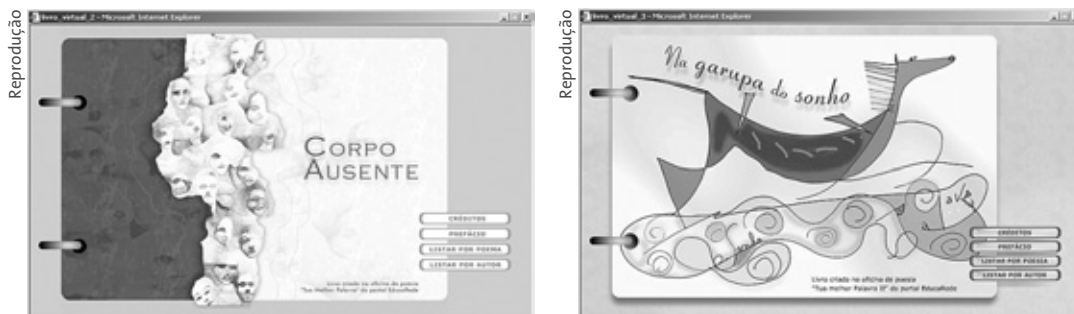 Reprodução
livro_virtual_2 - Microsoft Internet Explorer
CORPO
AUSENTE
CRÉDITOS
PREFÁCIO
LISTAR POR POEMA
LISTAR POR AUTOR
Livro criado na oficina de poesia
"Tua Melhor Palavra" do portal EducaRede
Reprodução
livro_virtual_3 - Microsoft Internet Explorer
Na garupa do sonho
CRÉDITOS
PREFÁCIO
LISTAR POR POESIA
LISTAR POR AUTOR
Livro criado na oficina de poesia
"Tua melhor Palavra II" do portal EducaRede